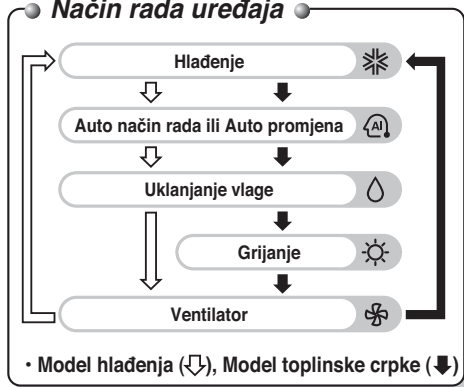 Način rada uređaja
Hlađenje
Auto način rada ili Auto promjena
AI
Uklanjanje vlage
Grijanje
Ventilator
• Model hlađenja (⇩), Model toplinske crpke (⬇)